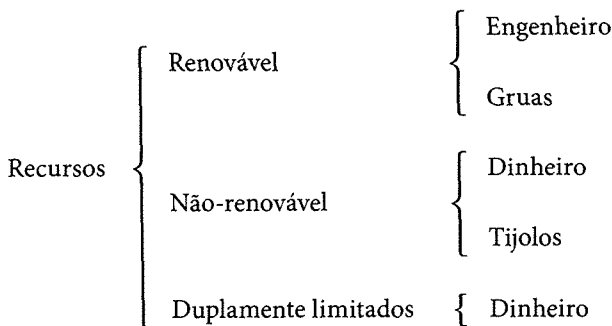 Recursos
Renovável
Engenheiro
Gruas
Não-renovável
Dinheiro
Tijolos
Duplamente limitados
Dinheiro